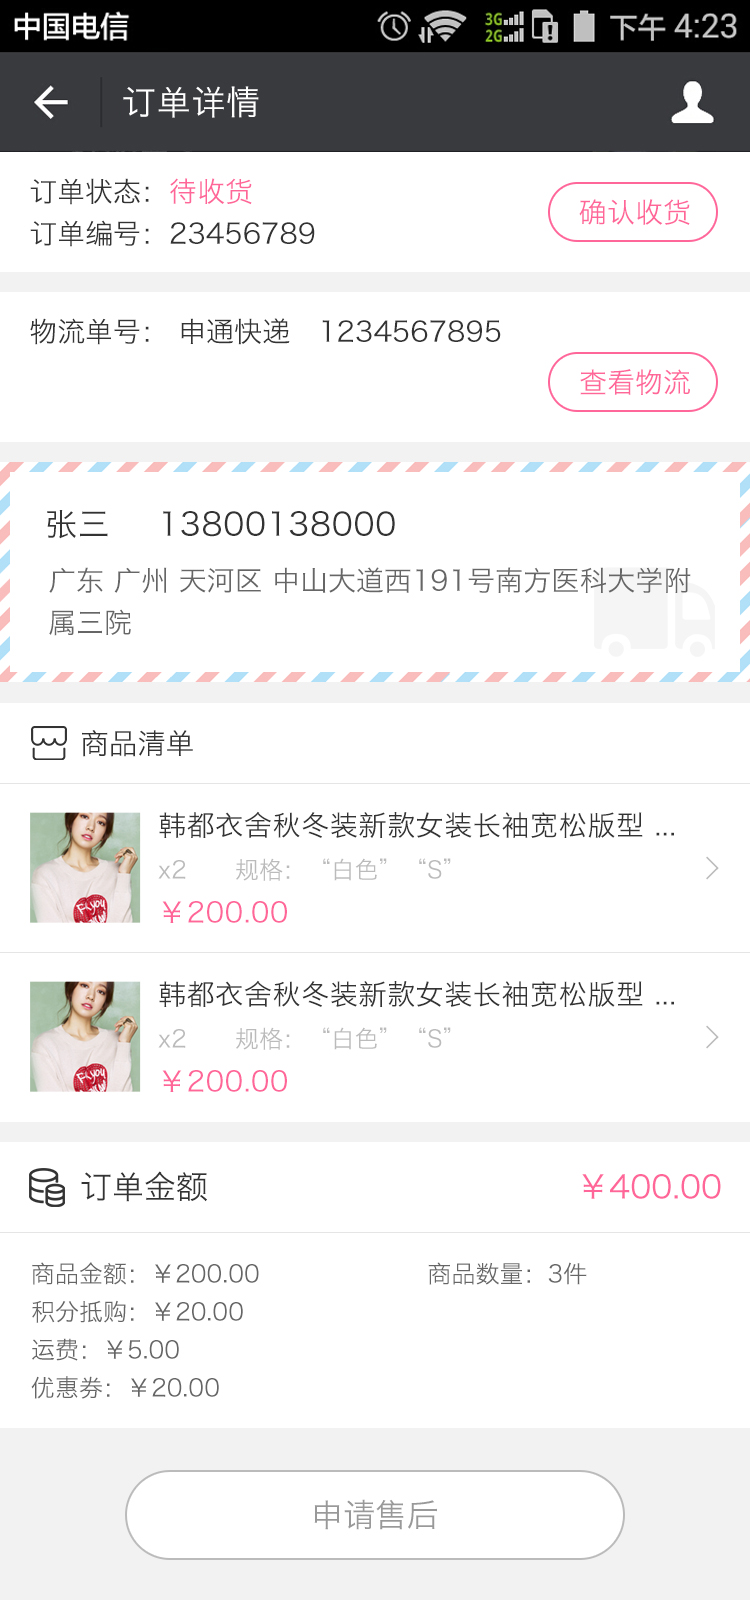 中国电信 3G 2G 下午 4:23
订单详情
订单状态： 待收货
确认收货
订单编号： 23456789
物流单号： 申通快递 1234567895
查看物流
张三 13800138000
广东 广州 天河区 中山大道西191号南方医科大学附
属三院
商品清单
韩都衣舍秋冬装新款女装长袖宽松版型 ...
x2 规格： “白色” “S”
￥200.00
韩都衣舍秋冬装新款女装长袖宽松版型 ...
x2 规格： “白色” “S”
￥200.00
订单金额 ￥400.00
商品金额：￥200.00 商品数量：3件
积分抵购：￥20.00
运费：￥5.00
优惠券：￥20.00
申请售后